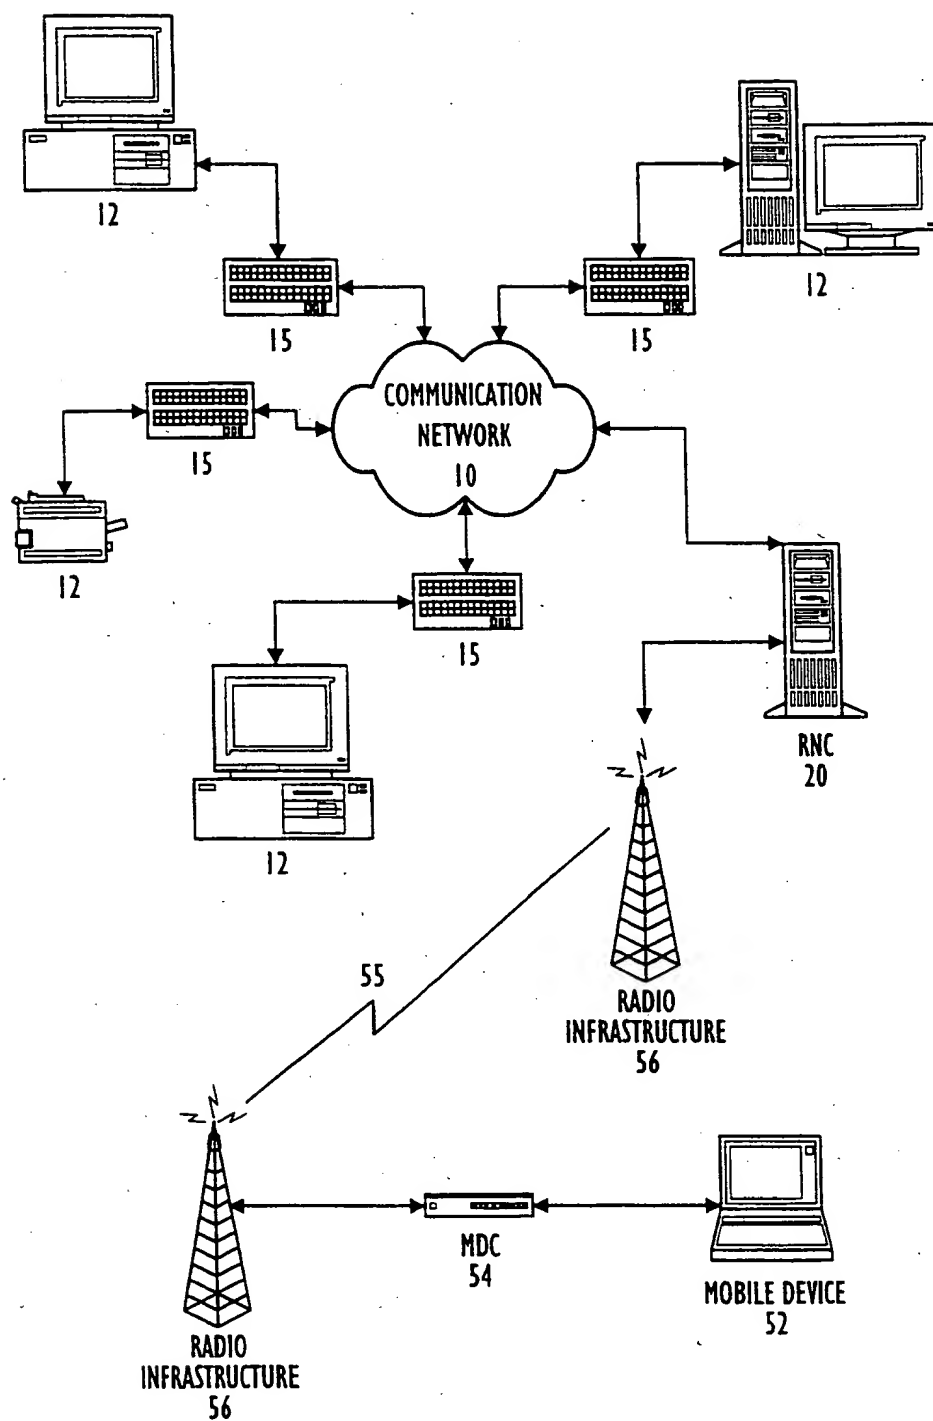 12
12
15
15
COMMUNICATION
NETWORK
10
15
12
15
RNC
20
12
55
RADIO
INFRASTRUCTURE
56
MDC
54
MOBILE DEVICE
52
RADIO
INFRASTRUCTURE
56